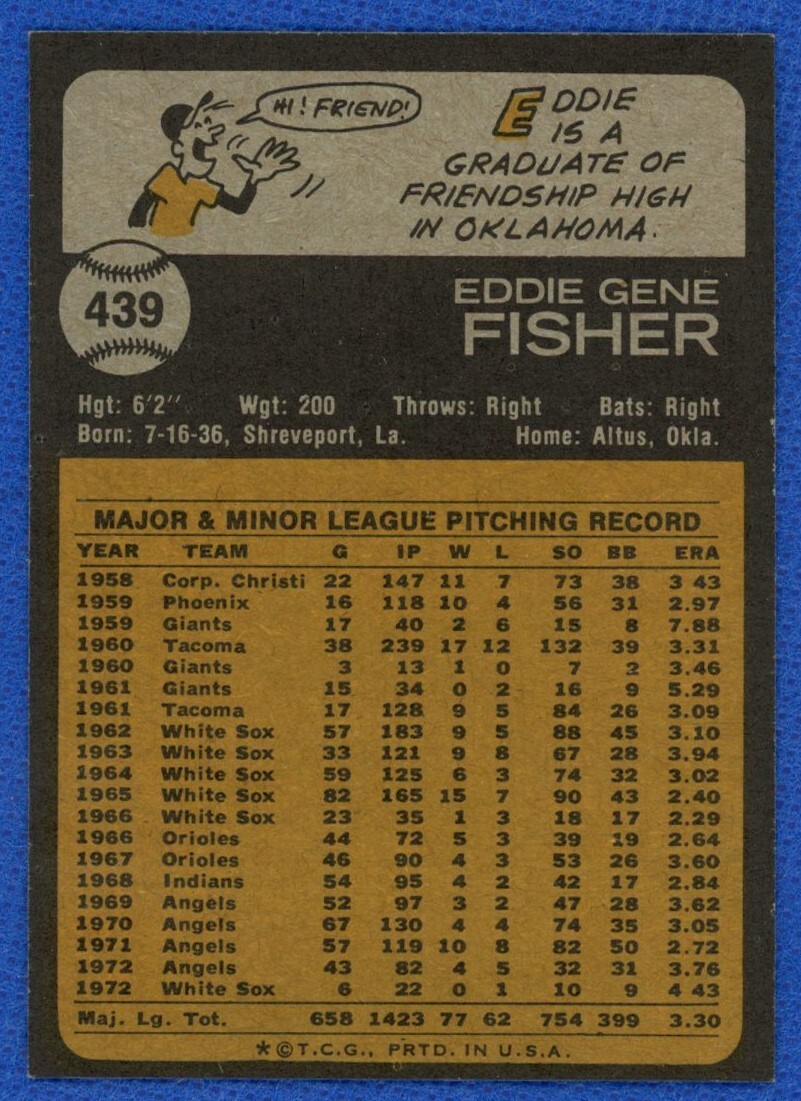 HI! FRIEND!
EDDIE
IS A
GRADUATE OF
FRIENDSHIP HIGH
IN OKLAHOMA.
439
EDDIE GENE
FISHER
Hgt: 6'2" Wgt: 200 Throws: Right Bats: Right
Born: 7-16-36, Shreveport, La. Home: Altus, Okla.
MAJOR & MINOR LEAGUE PITCHING RECORD
YEAR TEAM G IP W L SO BB ERA
1958 Corp. Christi 22 147 11 7 73 38 3 43
1959 Phoenix 16 118 10 4 56 31 2.97
1959 Giants 17 40 2 6 15 8 7.88
1960 Tacoma 38 239 17 12 132 39 3.31
1960 Giants 3 13 1 0 7 2 3.46
1961 Giants 15 34 0 2 16 9 5.29
1961 Tacoma 17 128 9 5 84 26 3.09
1962 White Sox 57 183 9 5 88 45 3.10
1963 White Sox 33 121 9 8 67 28 3.94
1964 White Sox 59 125 6 3 74 32 3.02
1965 White Sox 82 165 15 7 90 43 2.40
1966 White Sox 23 35 1 3 18 17 2.29
1966 Orioles 44 72 5 3 39 19 2.64
1967 Orioles 46 90 4 3 53 26 3.60
1968 Indians 54 95 4 2 42 17 2.84
1969 Angels 52 97 3 2 47 28 3.62
1970 Angels 67 130 4 4 74 35 3.05
1971 Angels 57 119 10 8 82 50 2.72
1972 Angels 43 82 4 5 32 31 3.76
1972 White Sox 6 22 0 1 10 9 4 43
Maj. Lg. Tot. 658 1423 77 62 754 399 3.30
*©T.C.G., PRTD. IN U.S.A.